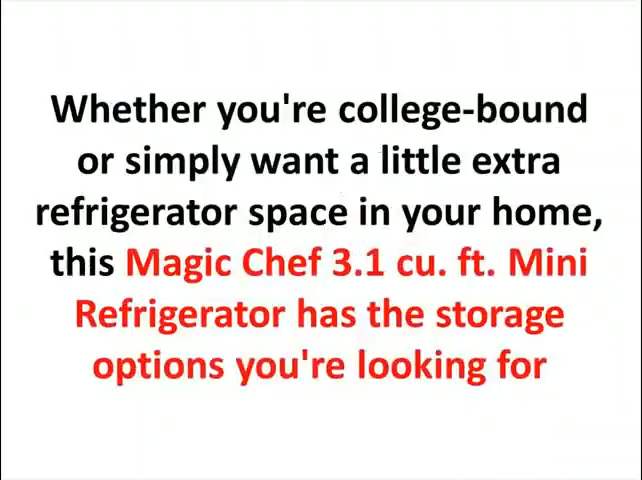 Whether you're college-bound
or simply want a little extra
refrigerator space in your home,
this Magic Chef 3.1 cu. ft. Mini
Refrigerator has the storage
options you're looking for